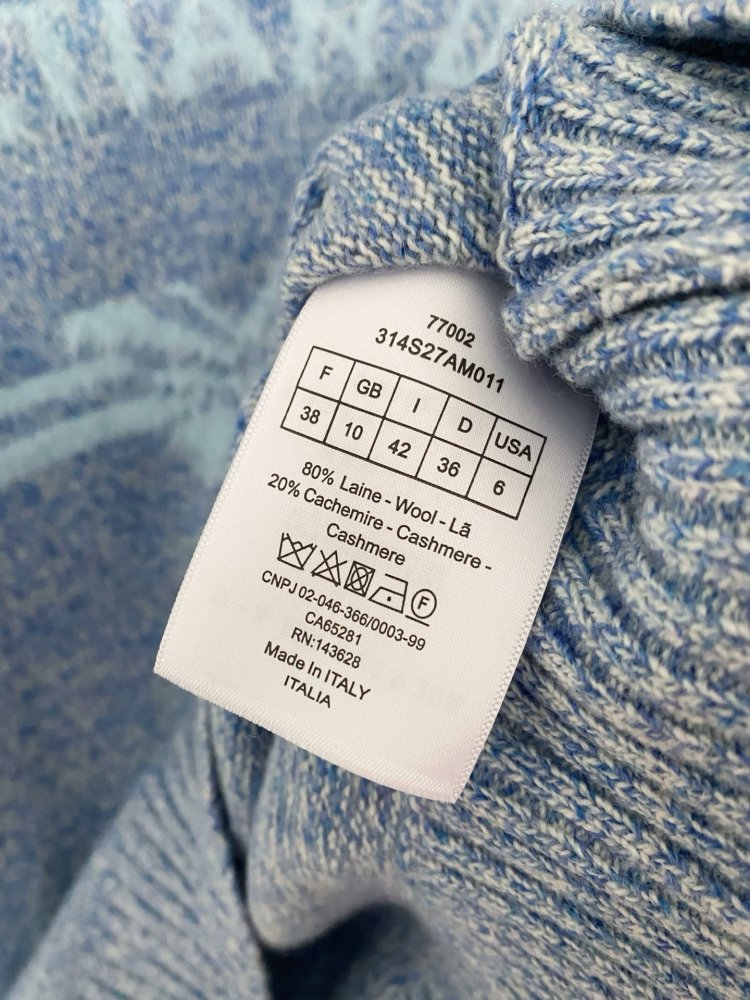 77002
314S27AM011
F GB I D USA
38 10 42 36 6
80% Laine - Wool - Lã
20% Cachemire - Cashmere -
Cashmere
F
CNPJ 02-046-366/0003-99
CA65281
RN:143628
Made In ITALY
ITALIA